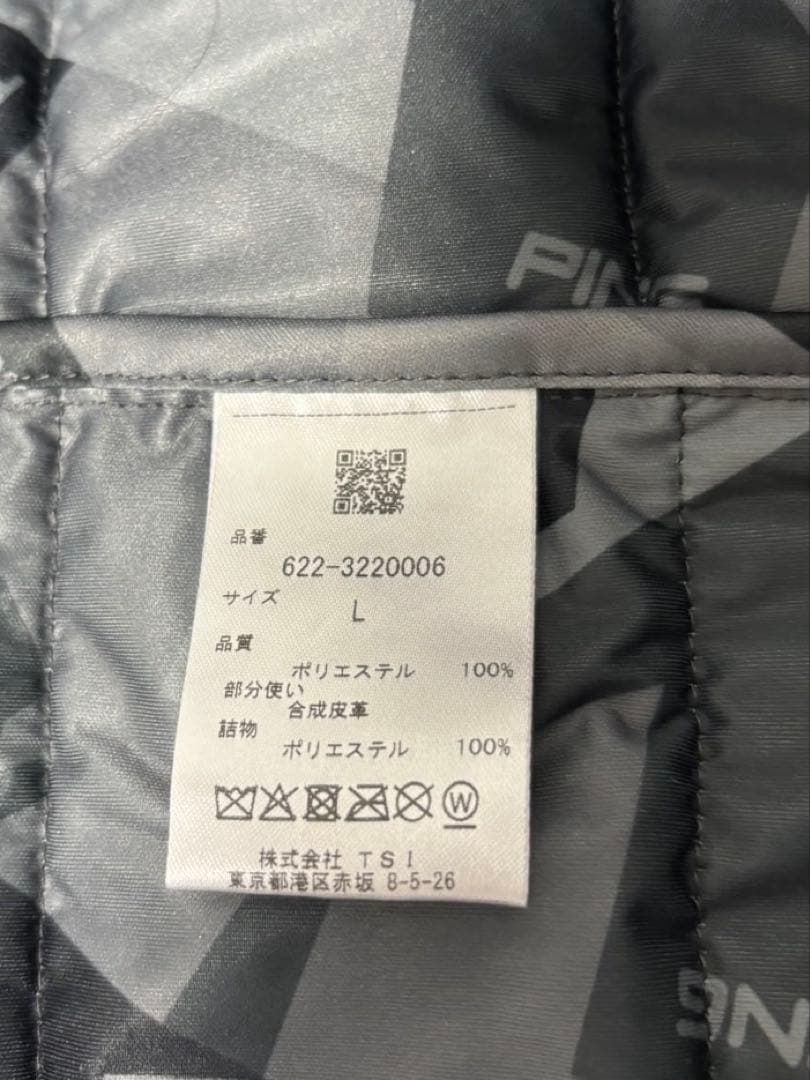 PING
品番
622-3220006
サイズ
L
品質
ポリエステル 100%
部分使い
合成皮革
詰物
ポリエステル 100%
W
株式会社 TSI
東京都港区赤坂 8-5-26
NG